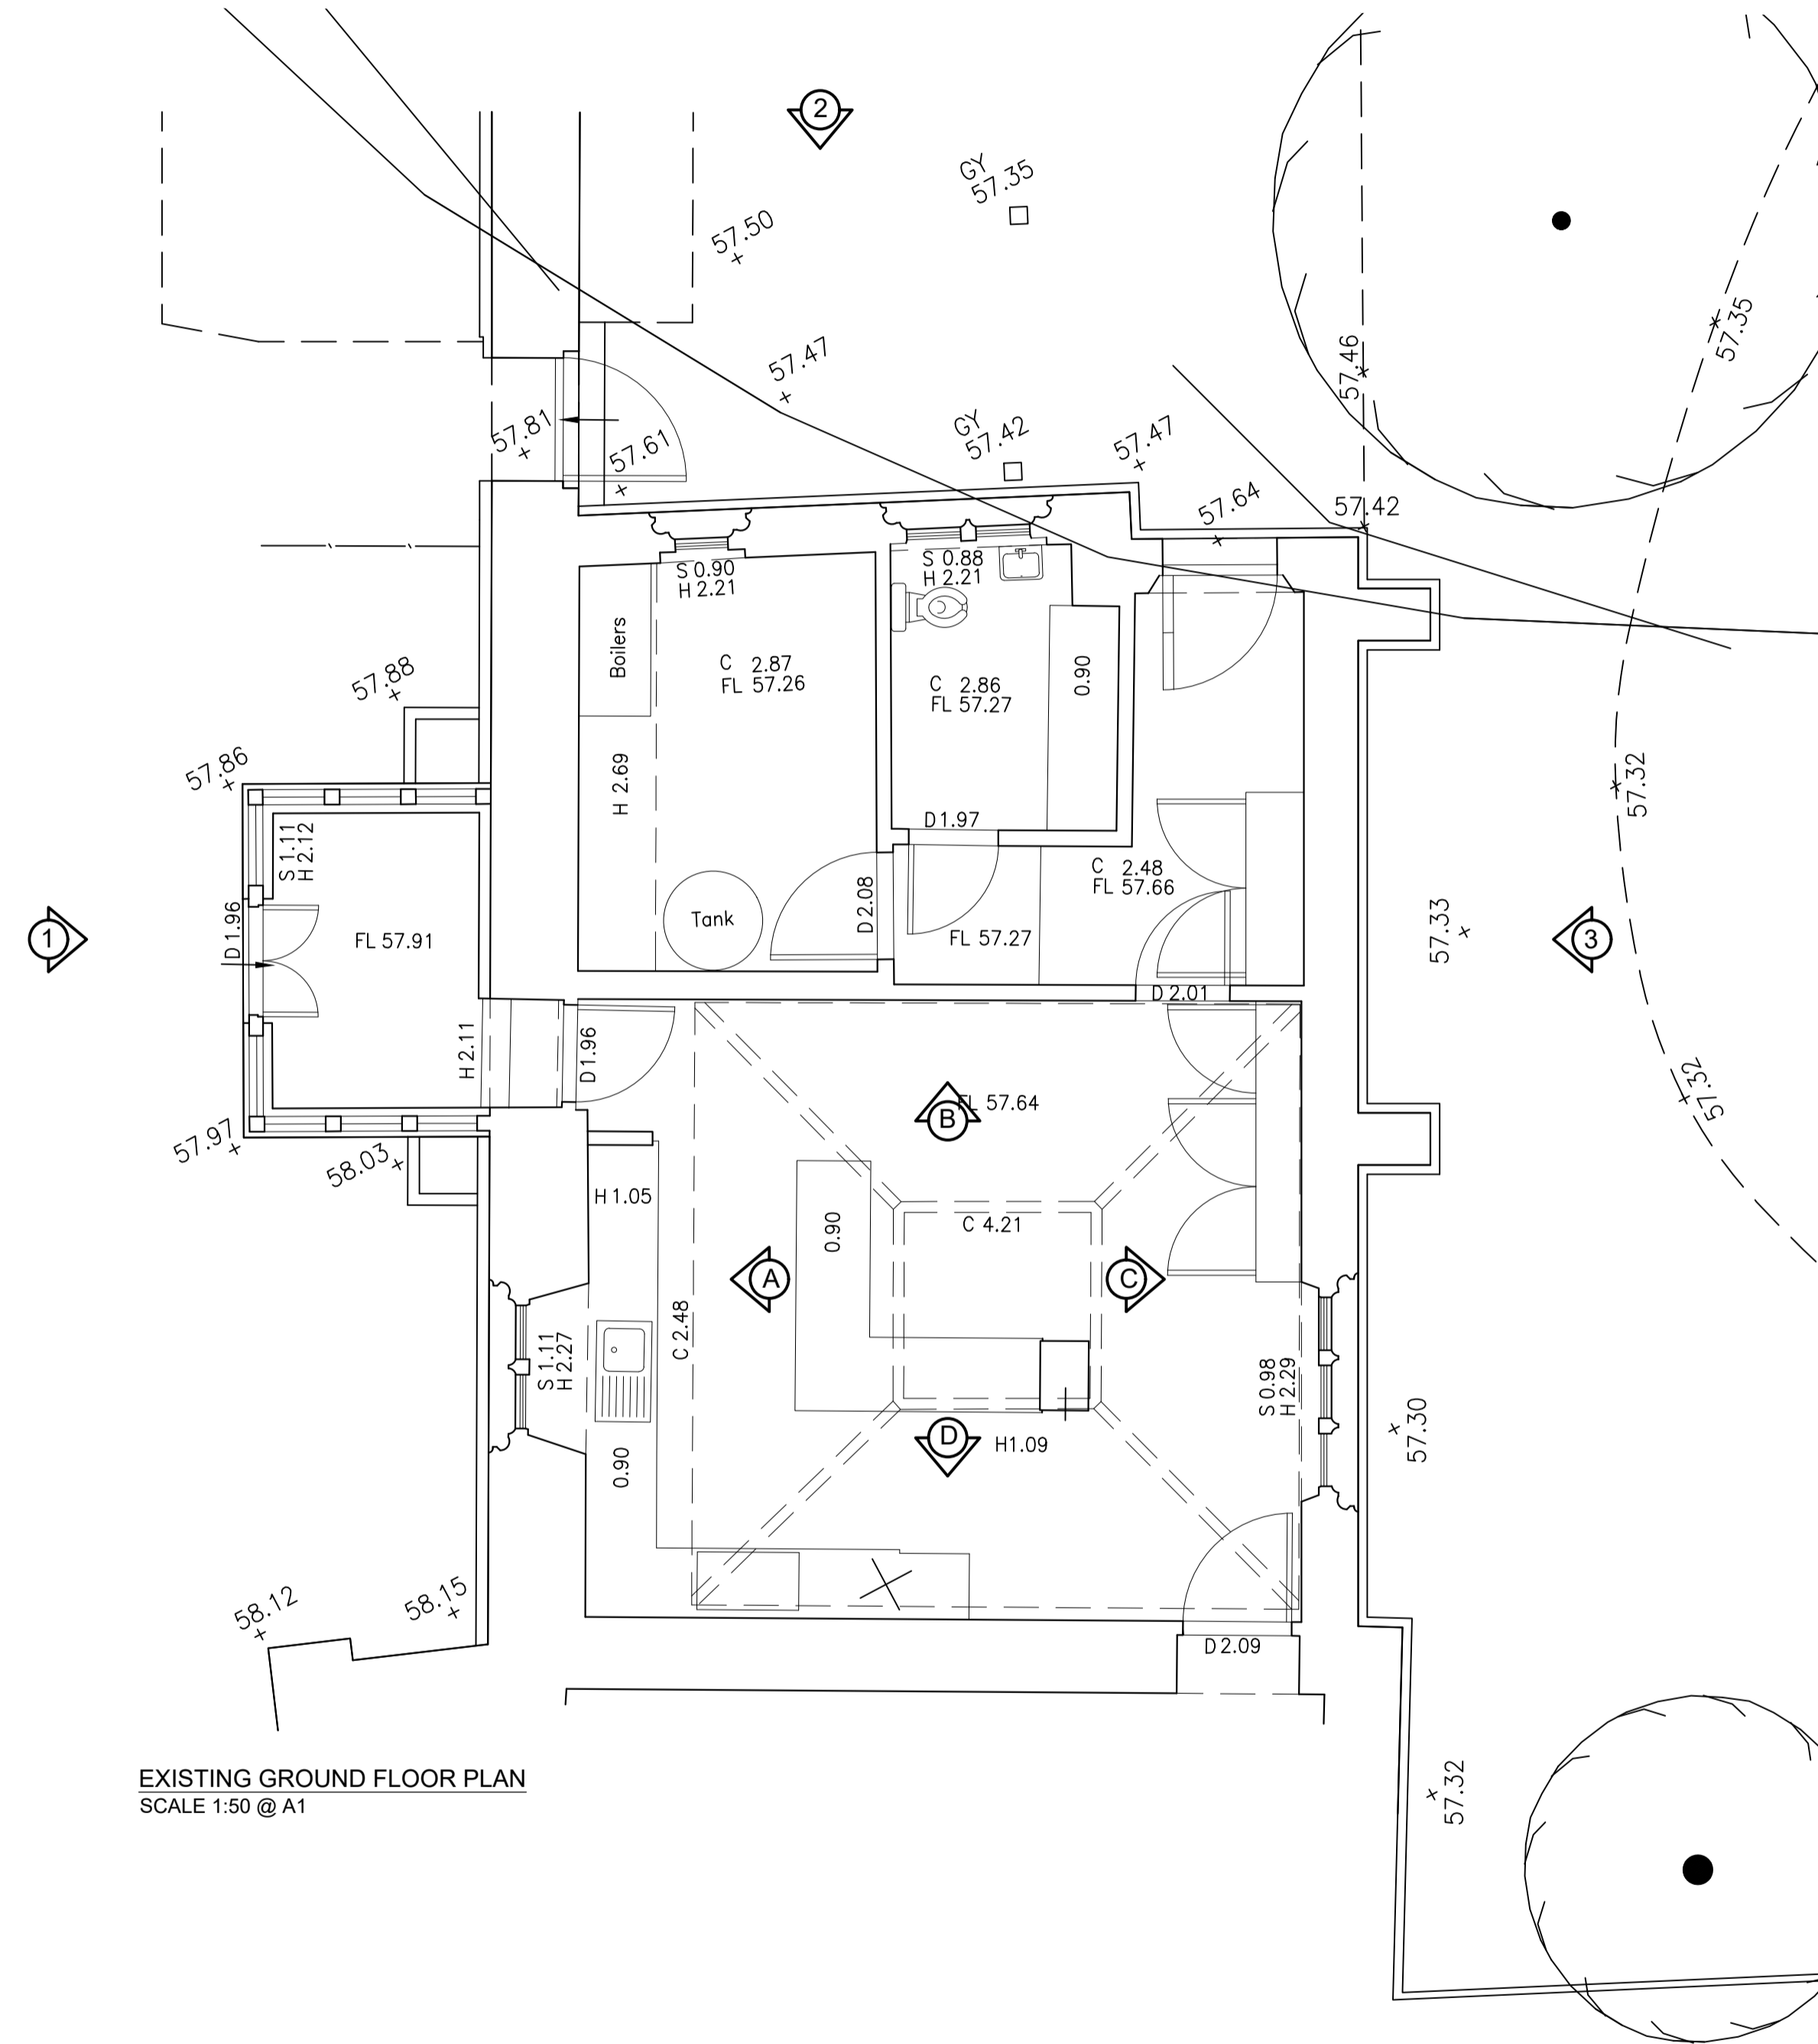 2
GY
57.35
57.50
57.35
57.46
57.47
GY
57.42
57.47
57.81
57.61
57.64
57.42
S 0.90
H 2.21
S 0.88
H 2.21
Boilers
C 2.87
FL 57.26
C 2.86
FL 57.27
0.90
57.88
57.86
H 2.69
57.32
D 1.97
S 1.11
H 2.12
C 2.48
FL 57.66
D 2.08
Tank
1
D 1.96
FL 57.91
FL 57.27
57.33
3
D 2.01
H 2.11
D 1.96
FL 57.64
B
57.32
57.97
58.03
H 1.05
0.90
C 4.21
A
C
C 2.48
S 1.11
H 2.27
S 0.98
H 2.29
D
H1.09
57.30
0.90
58.12
58.15
D 2.09
EXISTING GROUND FLOOR PLAN
SCALE 1:50 @ A1
57.32